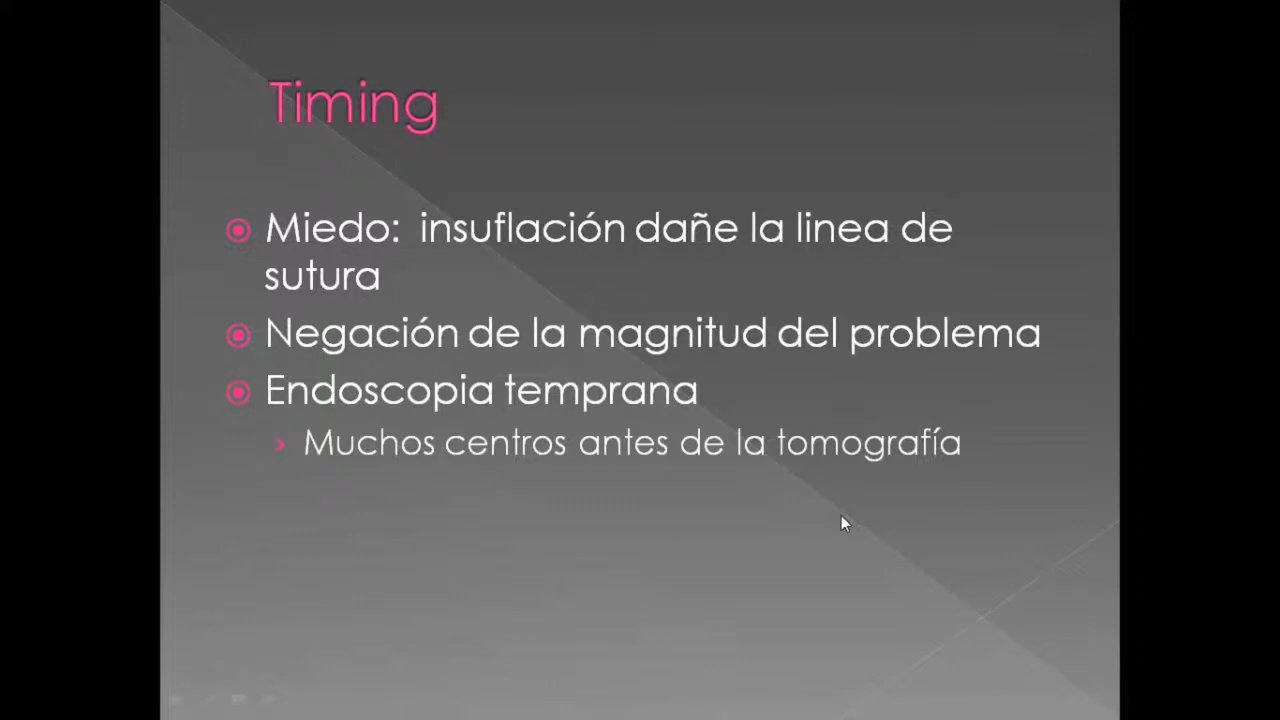 Timing
Miedo: insuflación dañe la linea de
sutura
Negación de la magnitud del problema
Endoscopia temprana
Muchos centros antes de la tomografía